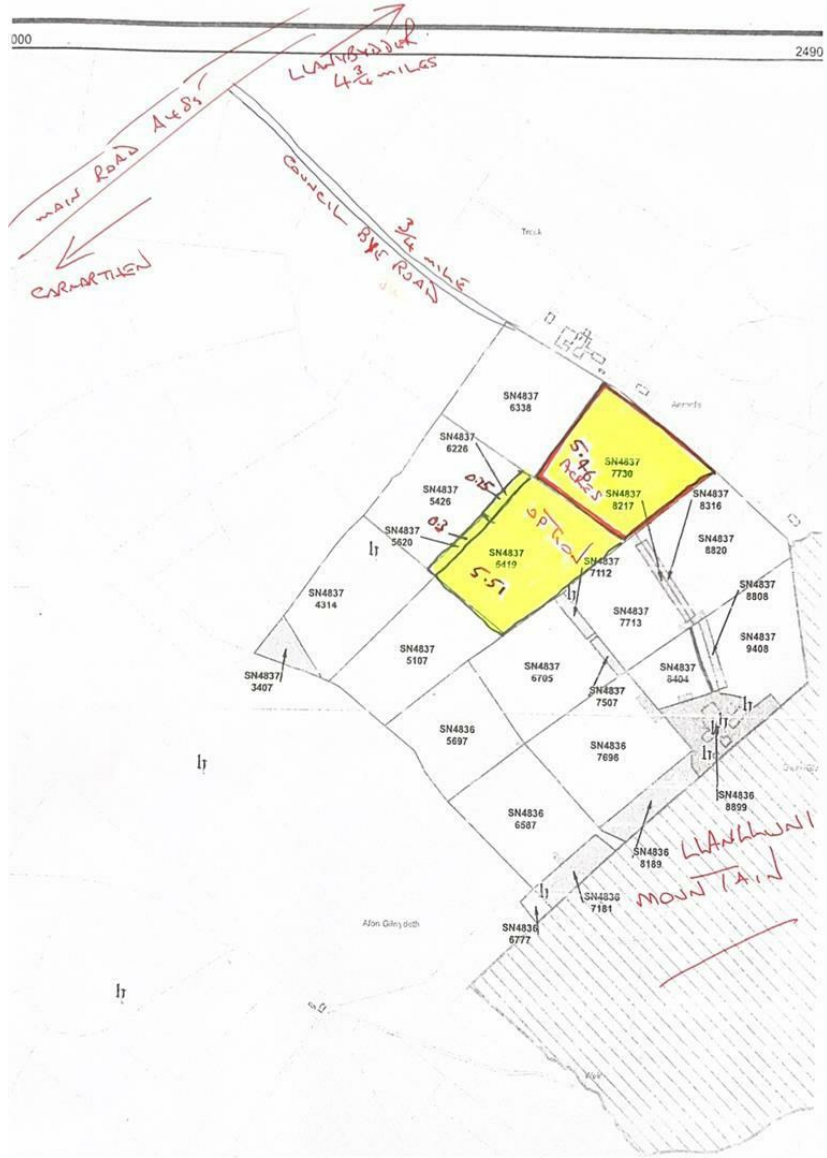 000
2490
LLANYBYDDER
4 3/4 MILES
MAIN ROAD A485
CARMARTHEN
COUNCIL BYE ROAD
3/4 MILE
Track
SN4837
6338
SN4837
6226
SN4837
5426
SN4837
5620
0.25
0.3
5.46
ACRES
SN4837
7730
SN4837
8217
SN4837
8316
OPTION
SN4837
6419
5.51
SN4837
7112
SN4837
8820
SN4837
8808
SN4837
4314
SN4837
7713
SN4837
9408
SN4837
5107
SN4837
3407
SN4837
6705
SN4837
8404
SN4837
7507
SN4836
5697
SN4836
7696
SN4836
8899
SN4836
6587
SN4836
8189
LLANLLWNI
MOUNTAIN
SN4836
7181
SN4836
6777